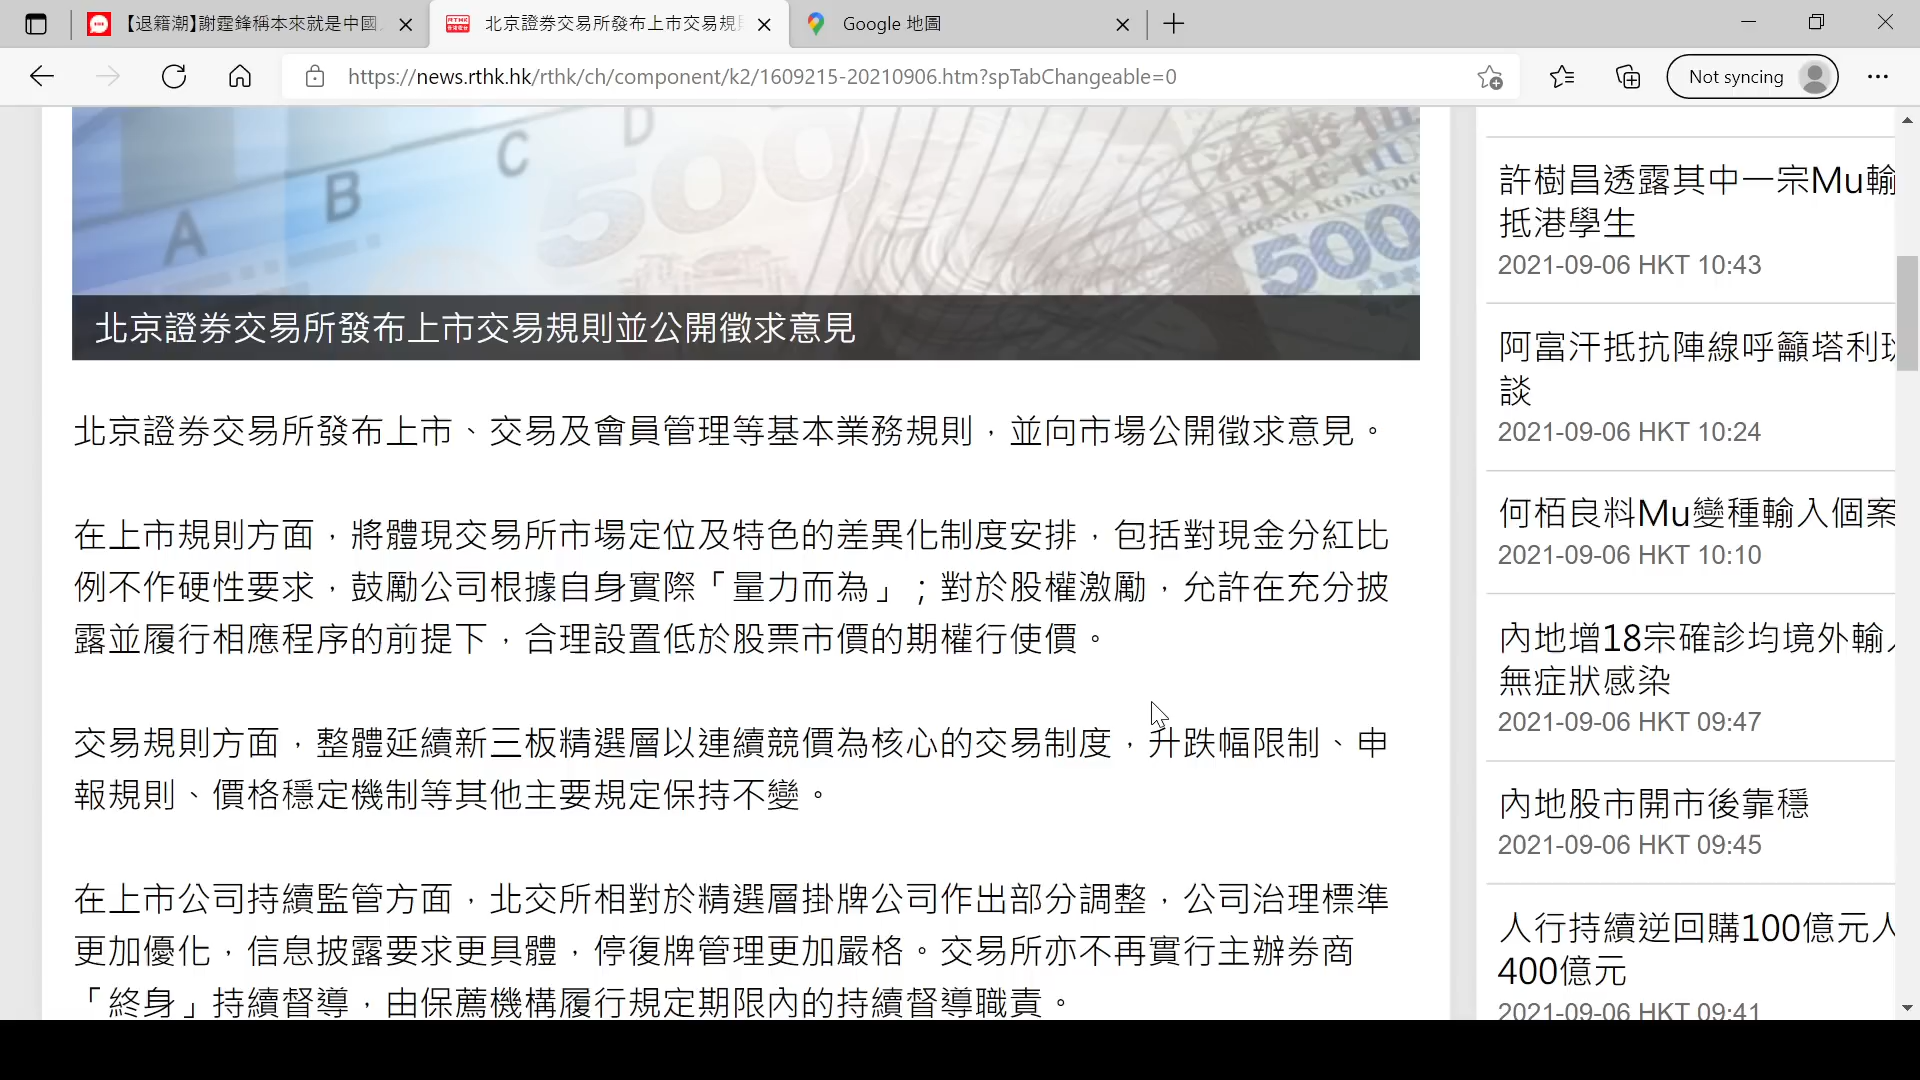 【退籍潮】謝霆鋒稱本來就是中國
北京證券交易所發布上市交易規
Google 地圖
https://news.rthk.hk/rthk/ch/component/k2/1609215-20210906.htm?spTabChangeable=0
Not syncing
A B C D
500
港幣
FIVE HU
HONG KONG DO
500
北京證券交易所發布上市交易規則並公開徵求意見
北京證券交易所發布上市、交易及會員管理等基本業務規則，並向市場公開徵求意見。
在上市規則方面，將體現交易所市場定位及特色的差異化制度安排，包括對現金分紅比
例不作硬性要求，鼓勵公司根據自身實際「量力而為」；對於股權激勵，允許在充分披
露並履行相應程序的前提下，合理設置低於股票市價的期權行使價。
交易規則方面，整體延續新三板精選層以連續競價為核心的交易制度，升跌幅限制、申
報規則、價格穩定機制等其他主要規定保持不變。
在上市公司持續監管方面，北交所相對於精選層掛牌公司作出部分調整，公司治理標準
更加優化，信息披露要求更具體，停復牌管理更加嚴格。交易所亦不再實行主辦券商
「終身」持續督導，由保薦機構履行規定期限內的持續督導職責。
許樹昌透露其中一宗Mu輸
抵港學生
2021-09-06 HKT 10:43
阿富汗抵抗陣線呼籲塔利班
談
2021-09-06 HKT 10:24
何栢良料Mu變種輸入個案
2021-09-06 HKT 10:10
內地增18宗確診均境外輸入
無症狀感染
2021-09-06 HKT 09:47
內地股市開市後靠穩
2021-09-06 HKT 09:45
人行持續逆回購100億元人
400億元
2021-09-06 HKT 09:41